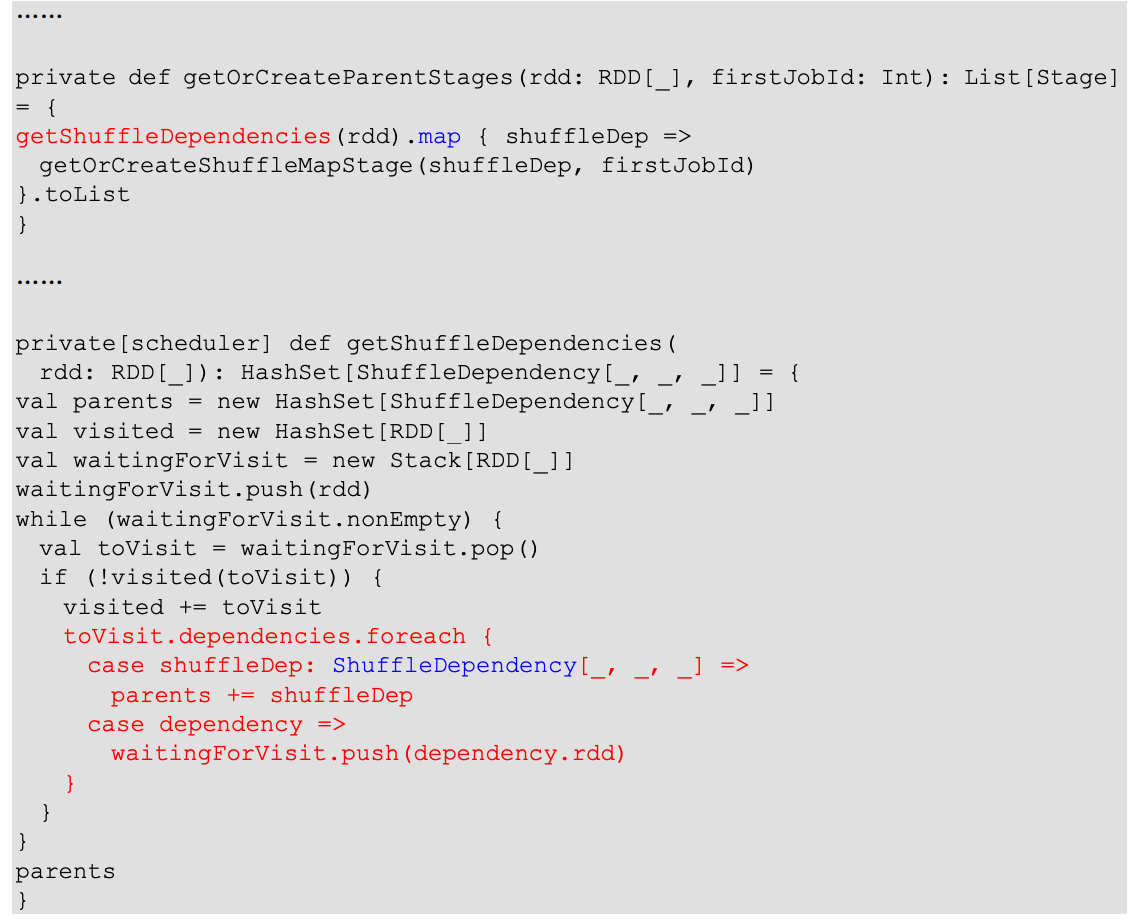 ……
private def getOrCreateParentStages(rdd: RDD[_], firstJobId: Int): List[Stage]
= {
getShuffleDependencies(rdd).map { shuffleDep =>
  getOrCreateShuffleMapStage(shuffleDep, firstJobId)
}.toList
}
……
private[scheduler] def getShuffleDependencies(
  rdd: RDD[_]): HashSet[ShuffleDependency[_, _, _]] = {
val parents = new HashSet[ShuffleDependency[_, _, _]]
val visited = new HashSet[RDD[_]]
val waitingForVisit = new Stack[RDD[_]]
waitingForVisit.push(rdd)
while (waitingForVisit.nonEmpty) {
  val toVisit = waitingForVisit.pop()
  if (!visited(toVisit)) {
    visited += toVisit
    toVisit.dependencies.foreach {
      case shuffleDep: ShuffleDependency[_, _, _] =>
        parents += shuffleDep
      case dependency =>
        waitingForVisit.push(dependency.rdd)
    }
  }
}
parents
}